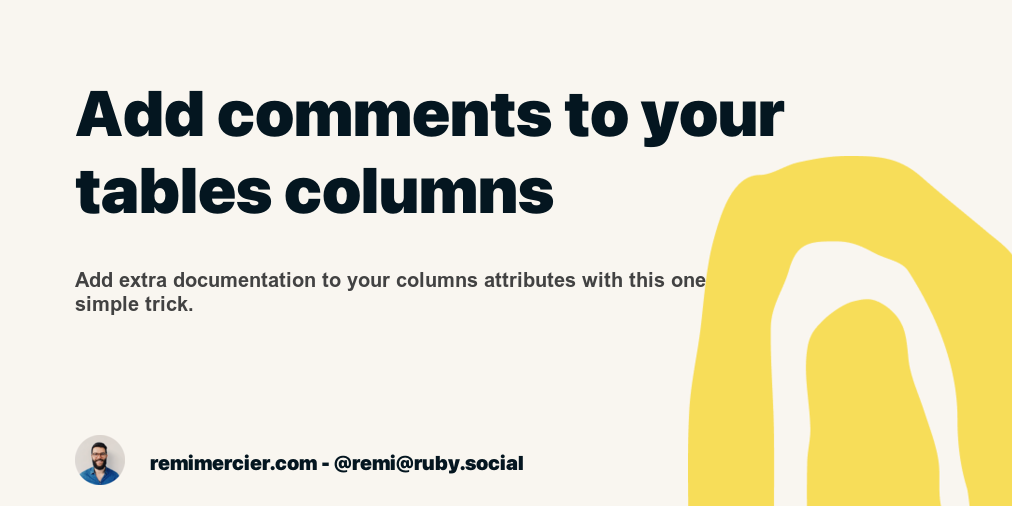 Add comments to your
tables columns
Add extra documentation to your columns attributes with this one
simple trick.
remimercier.com - @remi@ruby.social